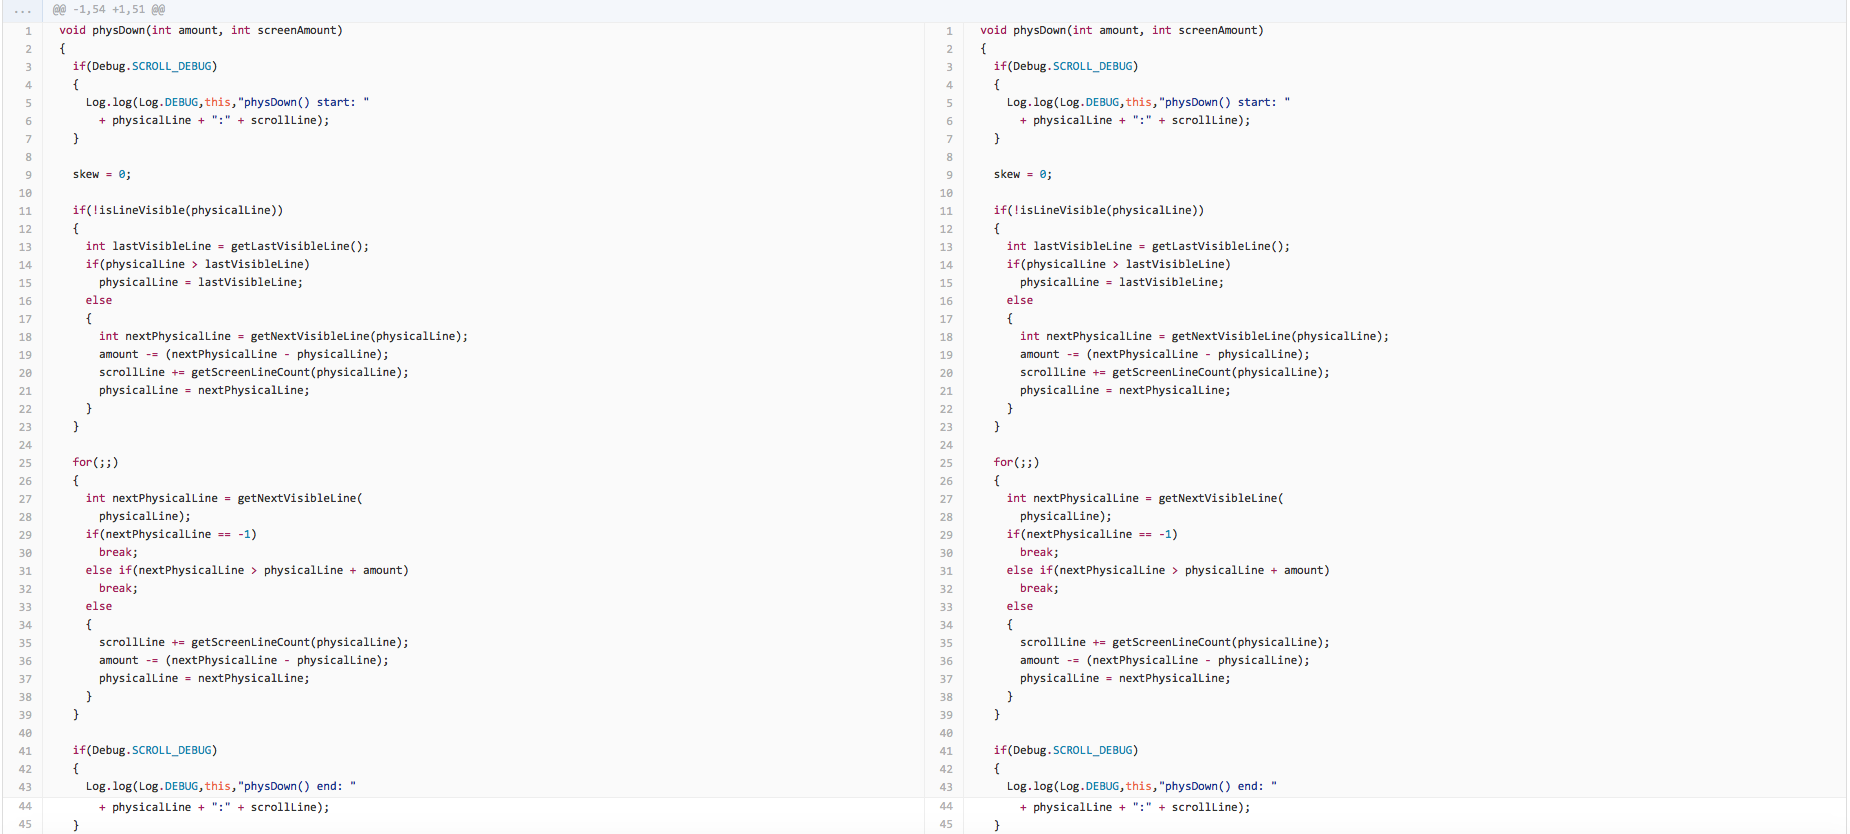 ... @@ -1,54 +1,51 @@
1 void physDown(int amount, int screenAmount)
2 {
3 if(Debug.SCROLL_DEBUG)
4 {
5 Log.log(Log.DEBUG,this,"physDown() start: "
6 + physicalLine + ":" + scrollLine);
7 }
8
9 skew = 0;
10
11 if(!isLineVisible(physicalLine))
12 {
13 int lastVisibleLine = getLastVisibleLine();
14 if(physicalLine > lastVisibleLine)
15 physicalLine = lastVisibleLine;
16 else
17 {
18 int nextPhysicalLine = getNextVisibleLine(physicalLine);
19 amount -= (nextPhysicalLine - physicalLine);
20 scrollLine += getScreenLineCount(physicalLine);
21 physicalLine = nextPhysicalLine;
22 }
23 }
24
25 for(;;)
26 {
27 int nextPhysicalLine = getNextVisibleLine(
28 physicalLine);
29 if(nextPhysicalLine == -1)
30 break;
31 else if(nextPhysicalLine > physicalLine + amount)
32 break;
33 else
34 {
35 scrollLine += getScreenLineCount(physicalLine);
36 amount -= (nextPhysicalLine - physicalLine);
37 physicalLine = nextPhysicalLine;
38 }
39 }
40
41 if(Debug.SCROLL_DEBUG)
42 {
43 Log.log(Log.DEBUG,this,"physDown() end: "
44 + physicalLine + ":" + scrollLine);
45 }
1 void physDown(int amount, int screenAmount)
2 {
3 if(Debug.SCROLL_DEBUG)
4 {
5 Log.log(Log.DEBUG,this,"physDown() start: "
6 + physicalLine + ":" + scrollLine);
7 }
8
9 skew = 0;
10
11 if(!isLineVisible(physicalLine))
12 {
13 int lastVisibleLine = getLastVisibleLine();
14 if(physicalLine > lastVisibleLine)
15 physicalLine = lastVisibleLine;
16 else
17 {
18 int nextPhysicalLine = getNextVisibleLine(physicalLine);
19 amount -= (nextPhysicalLine - physicalLine);
20 scrollLine += getScreenLineCount(physicalLine);
21 physicalLine = nextPhysicalLine;
22 }
23 }
24
25 for(;;)
26 {
27 int nextPhysicalLine = getNextVisibleLine(
28 physicalLine);
29 if(nextPhysicalLine == -1)
30 break;
31 else if(nextPhysicalLine > physicalLine + amount)
32 break;
33 else
34 {
35 scrollLine += getScreenLineCount(physicalLine);
36 amount -= (nextPhysicalLine - physicalLine);
37 physicalLine = nextPhysicalLine;
38 }
39 }
40
41 if(Debug.SCROLL_DEBUG)
42 {
43 Log.log(Log.DEBUG,this,"physDown() end: "
44 + physicalLine + ":" + scrollLine);
45 }